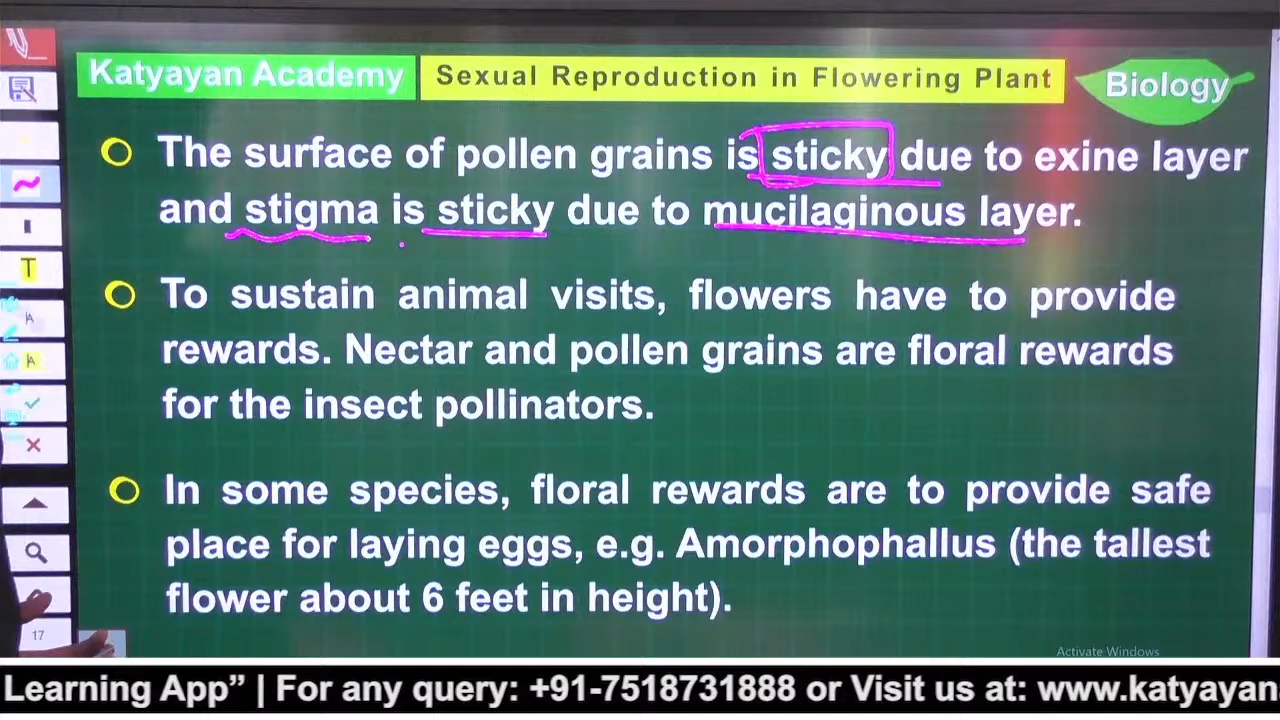 Katyayan Academy
Sexual Reproduction in Flowering Plant
Biology
The surface of pollen grains is sticky due to exine layer
and stigma is sticky due to mucilaginous layer.
To sustain animal visits, flowers have to provide
rewards. Nectar and pollen grains are floral rewards
for the insect pollinators.
In some species, floral rewards are to provide safe
place for laying eggs, e.g. Amorphophallus (the tallest
flower about 6 feet in height).
T
A
A
17
Activate Windows
Learning App” | For any query: +91-7518731888 or Visit us at: www.katyayan